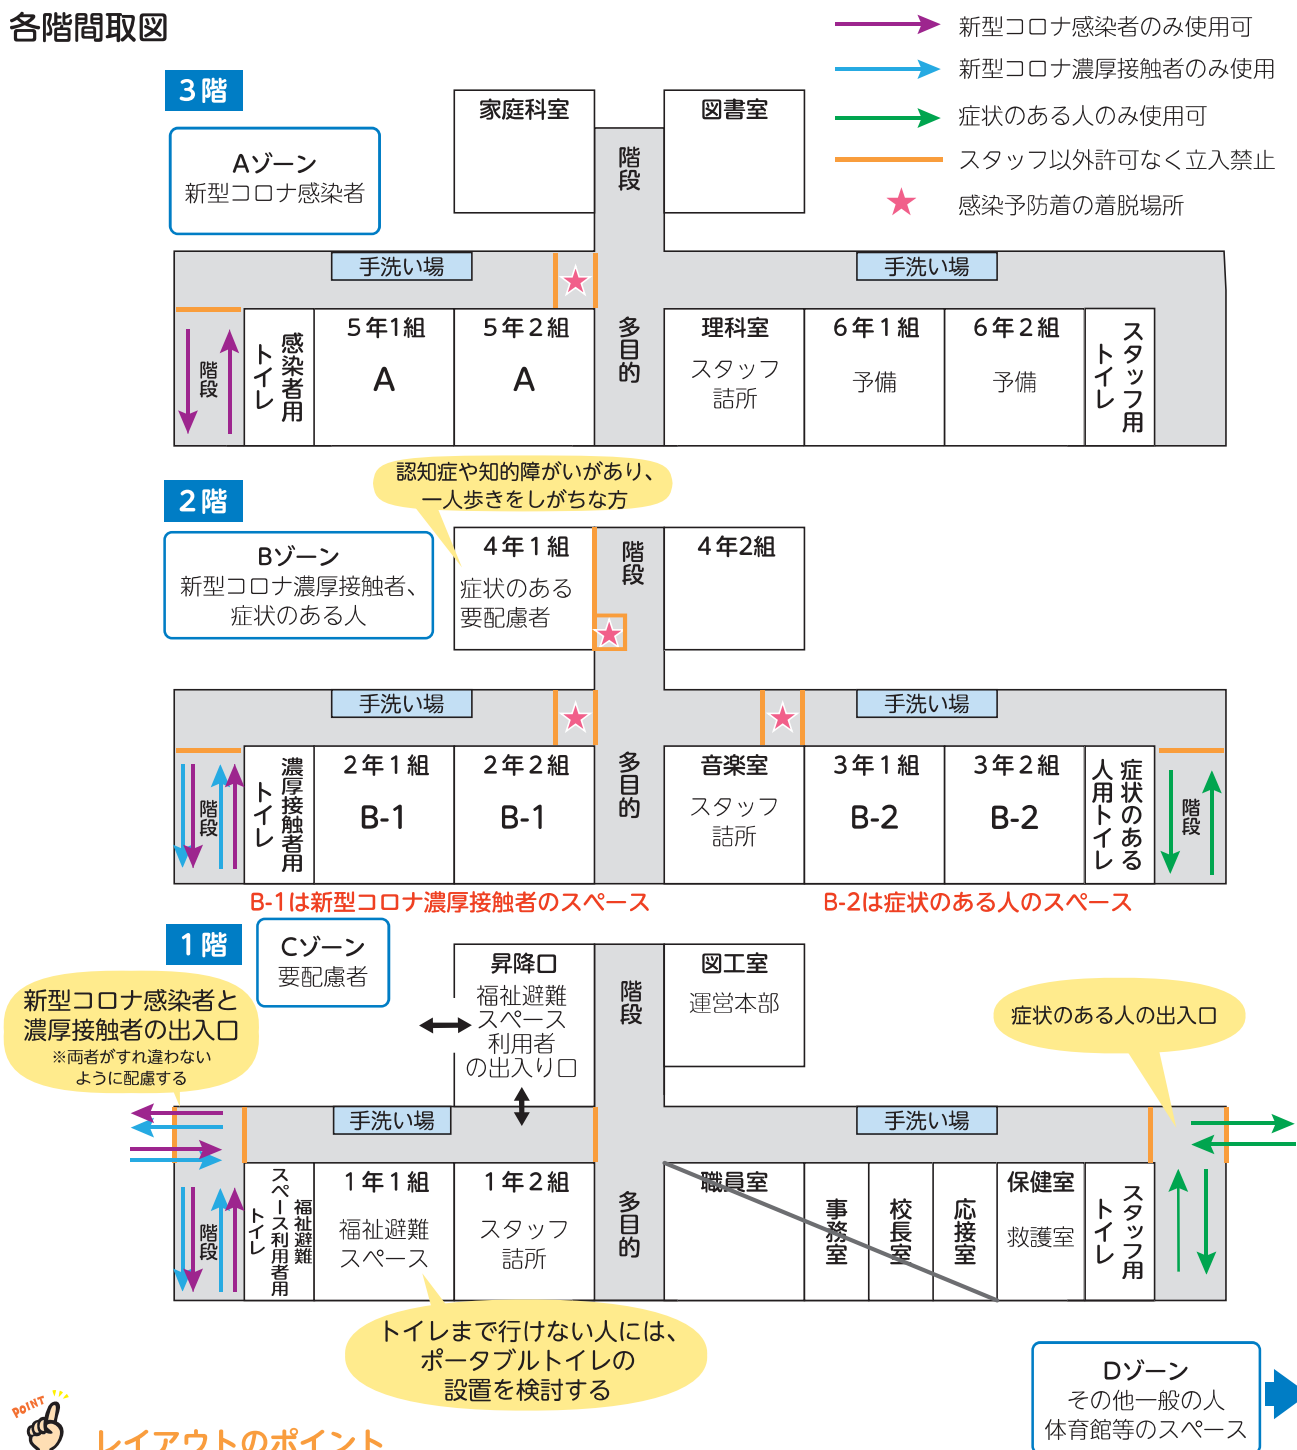 各階間取図
新型コロナ感染者のみ使用可
新型コロナ濃厚接触者のみ使用
症状のある人のみ使用可
スタッフ以外許可なく立入禁止
感染予防着の着脱場所
3階
Aゾーン
新型コロナ感染者
家庭科室
階段
図書室
手洗い場
手洗い場
階段
感染者用
トイレ
5年1組
A
5年2組
A
多目的
理科室
スタッフ
詰所
6年1組
予備
6年2組
予備
スタッフ用
トイレ
認知症や知的障がいがあり、
一人歩きをしがちな方
2階
Bゾーン
新型コロナ濃厚接触者、
症状のある人
4年1組
症状のある
要配慮者
階段
4年2組
手洗い場
手洗い場
階段
濃厚接触者用
トイレ
2年1組
B-1
2年2組
B-1
多目的
音楽室
スタッフ
詰所
3年1組
B-2
3年2組
B-2
症状のある
人用トイレ
階段
B-1は新型コロナ濃厚接触者のスペース
B-2は症状のある人のスペース
1階
Cゾーン
要配慮者
新型コロナ感染者と
濃厚接触者の出入口
※両者がすれ違わない
ように配慮する
昇降口
福祉避難
スペース
利用者
の出入り口
階段
図工室
運営本部
症状のある人の出入口
手洗い場
手洗い場
階段
福祉避難
スペース利用者用
トイレ
1年1組
福祉避難
スペース
1年2組
スタッフ
詰所
多目的
職員室
事務室
校長室
応接室
保健室
救護室
スタッフ用
トイレ
トイレまで行けない人には、
ポータブルトイレの
設置を検討する
Dゾーン
その他一般の人
体育館等のスペース
POINT
レイアウトのポイント